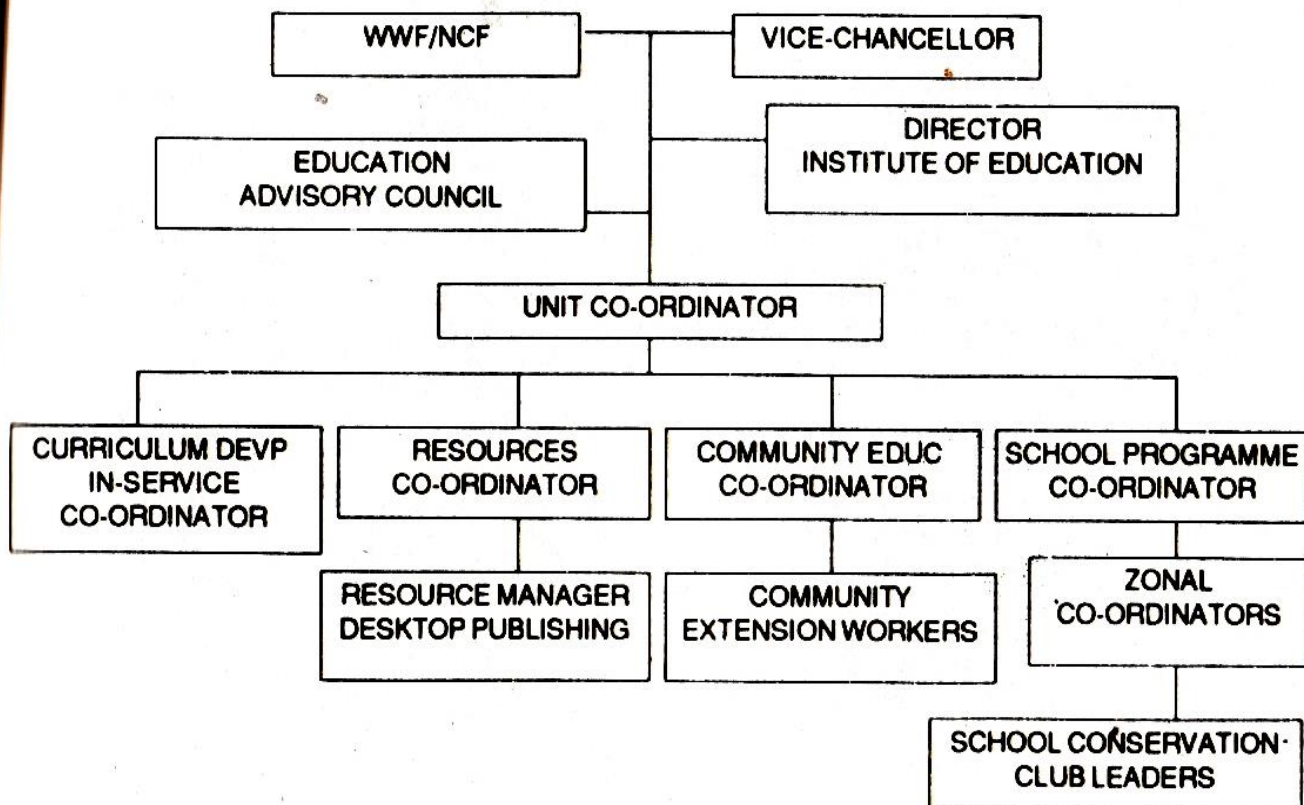 WWF/NCF
VICE-CHANCELLOR
DIRECTOR
INSTITUTE OF EDUCATION
EDUCATION
ADVISORY COUNCIL
UNIT CO-ORDINATOR
CURRICULUM DEVP
IN-SERVICE
CO-ORDINATOR
RESOURCES
CO-ORDINATOR
COMMUNITY EDUC
CO-ORDINATOR
SCHOOL PROGRAMME
CO-ORDINATOR
RESOURCE MANAGER
DESKTOP PUBLISHING
COMMUNITY
EXTENSION WORKERS
ZONAL
CO-ORDINATORS
SCHOOL CONSERVATION
CLUB LEADERS